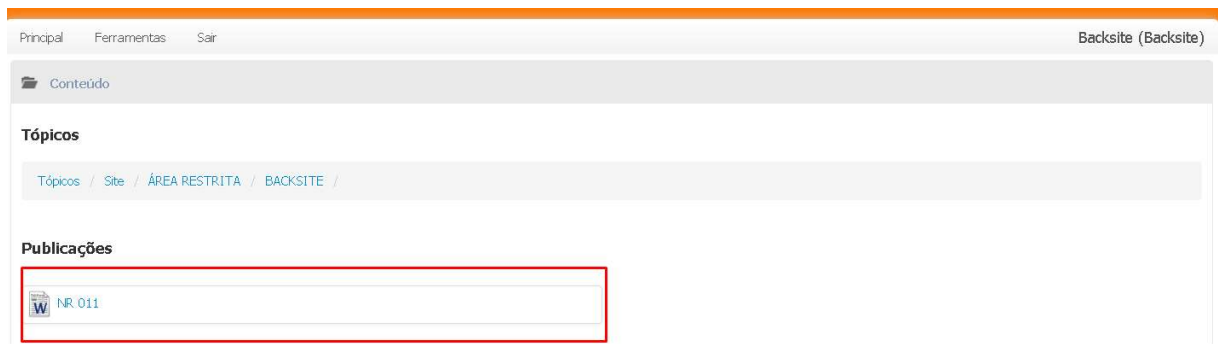 Principal Ferramentas Sair Backsite (Backsite)
Conteúdo
Tópicos
Tópicos / Site / ÁREA RESTRITA / BACKSITE /
Publicações
W NR 011